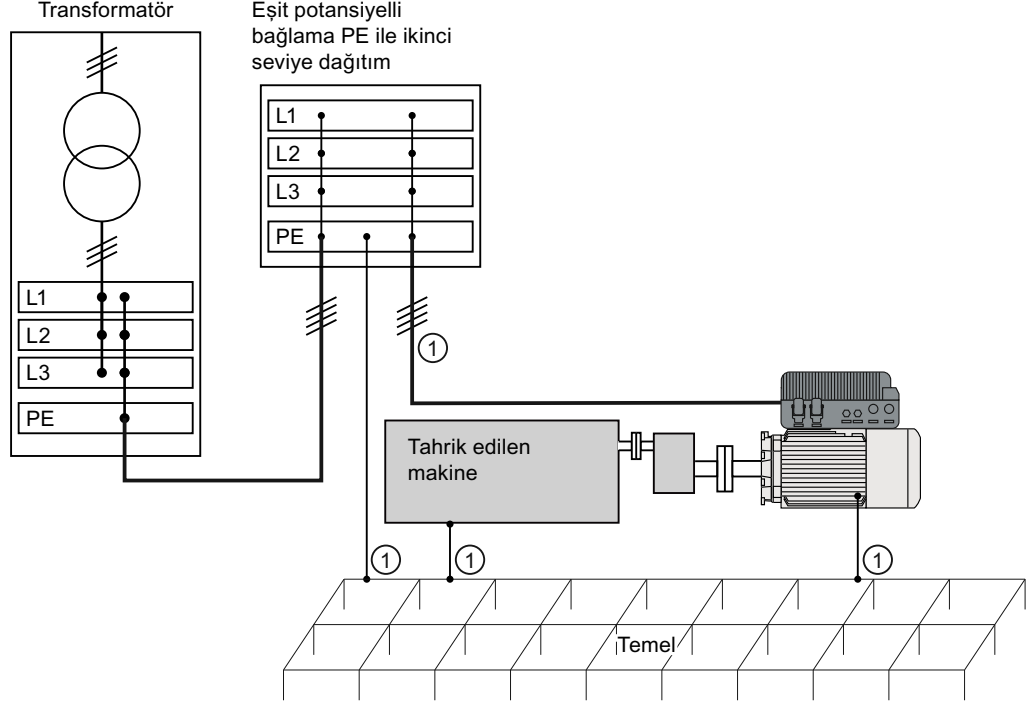 Transformatör
Eşit potansiyelli
bağlama PE ile ikinci
seviye dağıtım
L1
L2
L3
PE
L1
L2
L3
PE
1
Tahrik edilen
makine
1
1
1
Temel